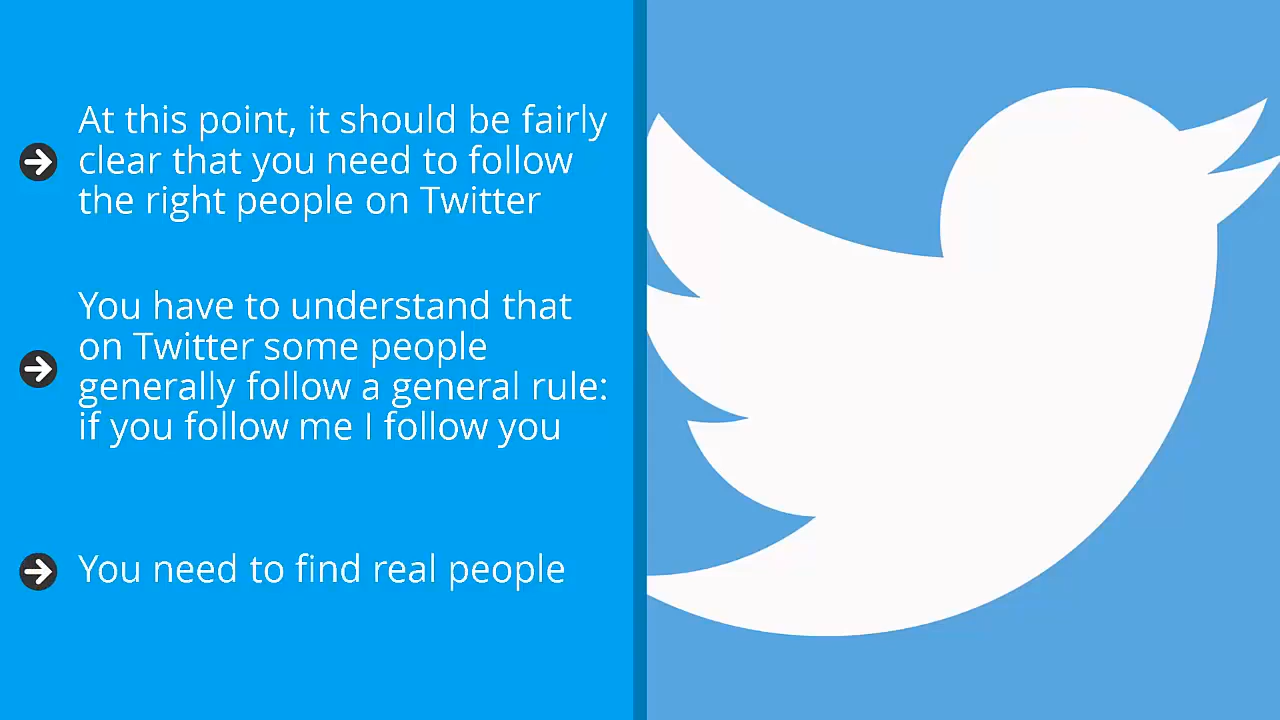 At this point, it should be fairly
clear that you need to follow
the right people on Twitter
You have to understand that
on Twitter some people
generally follow a general rule:
if you follow me I follow you
You need to find real people